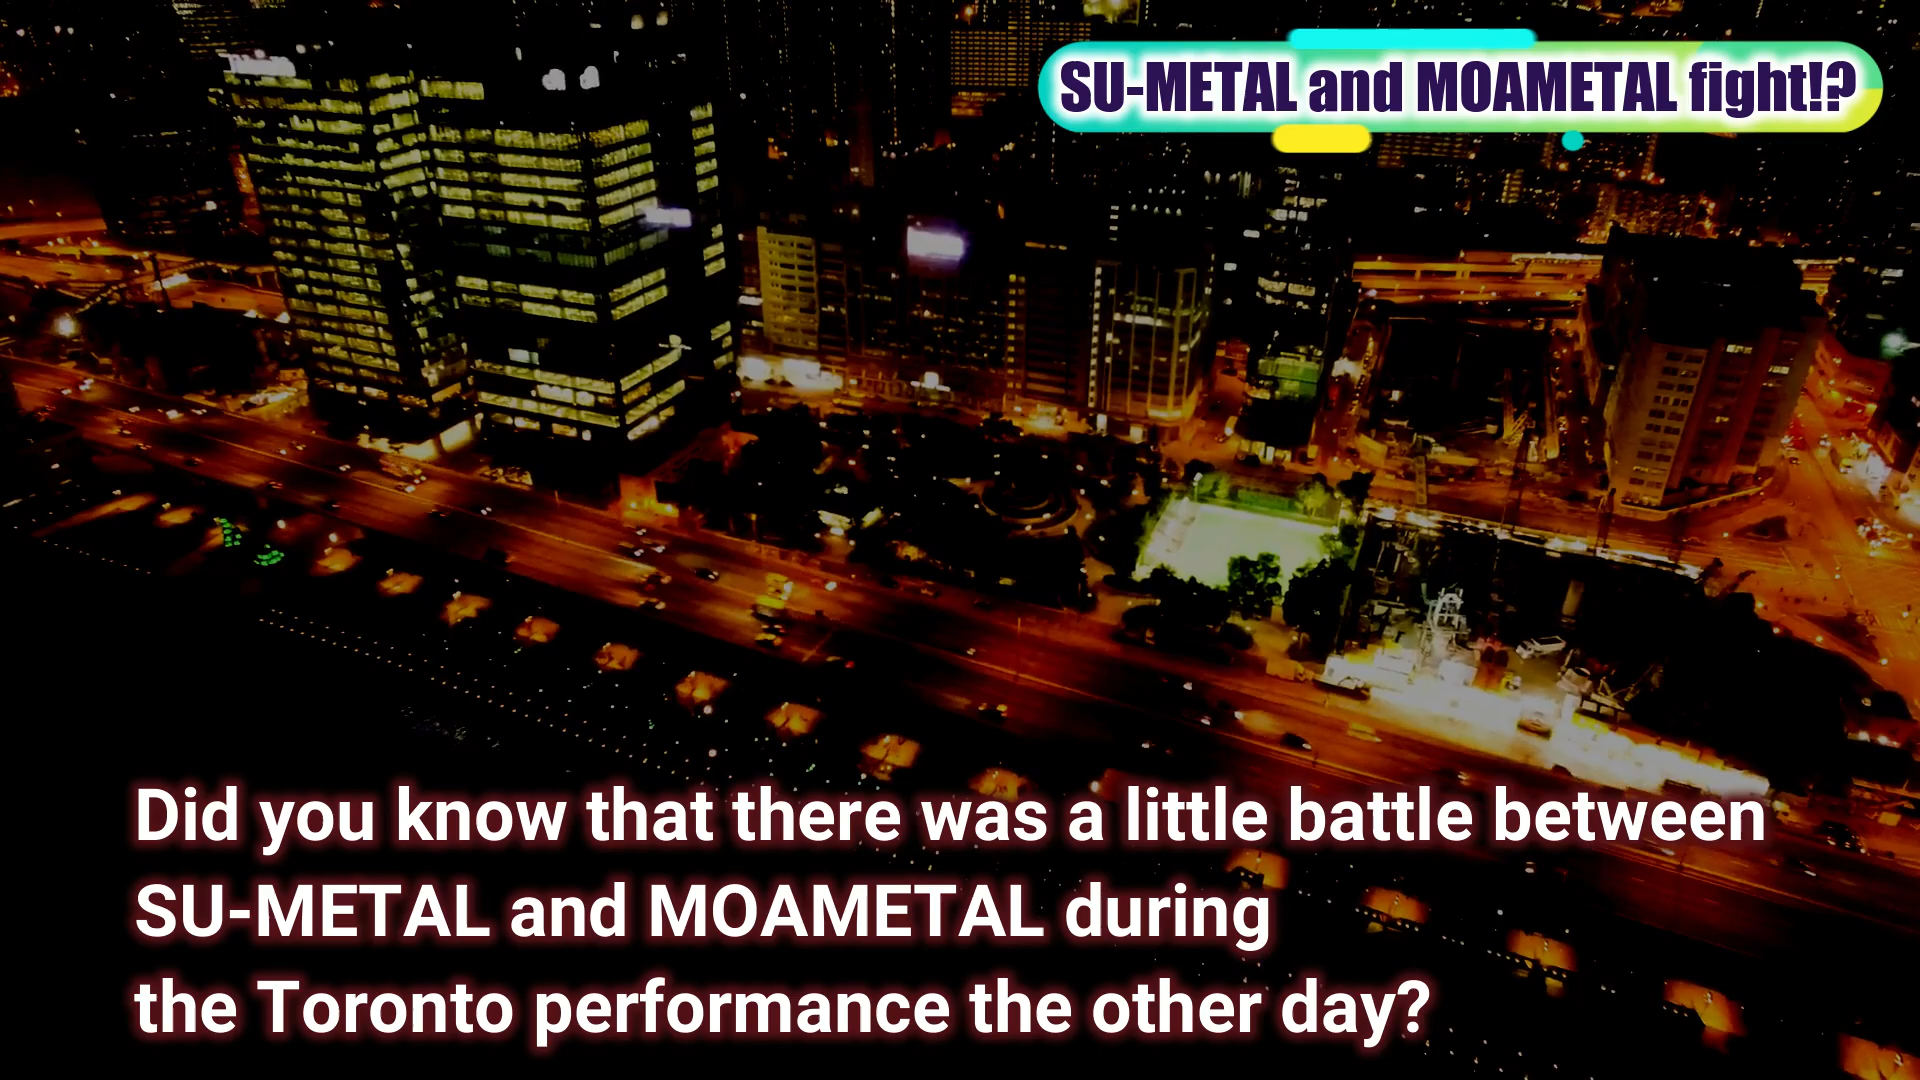 SU-METAL and MOAMETAL fight!?
Did you know that there was a little battle between
SU-METAL and MOAMETAL during
the Toronto performance the other day?